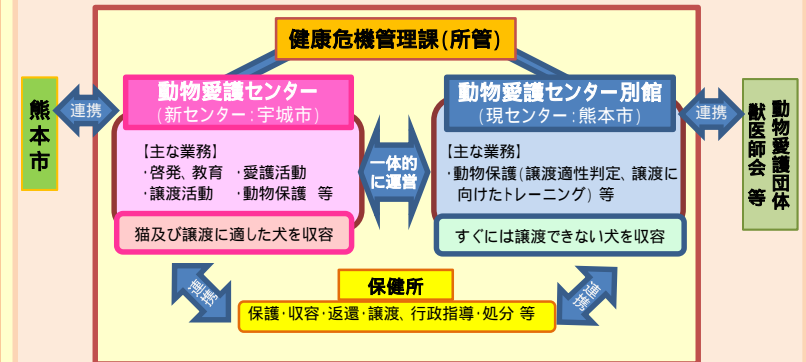 健康危機管理課(所管)
熊本市
連携
動物愛護センター
(新センター:宇城市)
【主な業務】
・啓発、教育 ・愛護活動
・譲渡活動 ・動物保護 等
猫及び譲渡に適した犬を収容
一体的
に運営
動物愛護センター別館
(現センター:熊本市)
【主な業務】
・動物保護(譲渡適性判定、譲渡に
向けたトレーニング) 等
すぐには譲渡できない犬を収容
連携
動物愛護団体
獣医師会 等
連携
保健所
保護・収容・返還・譲渡、行政指導・処分 等
連携